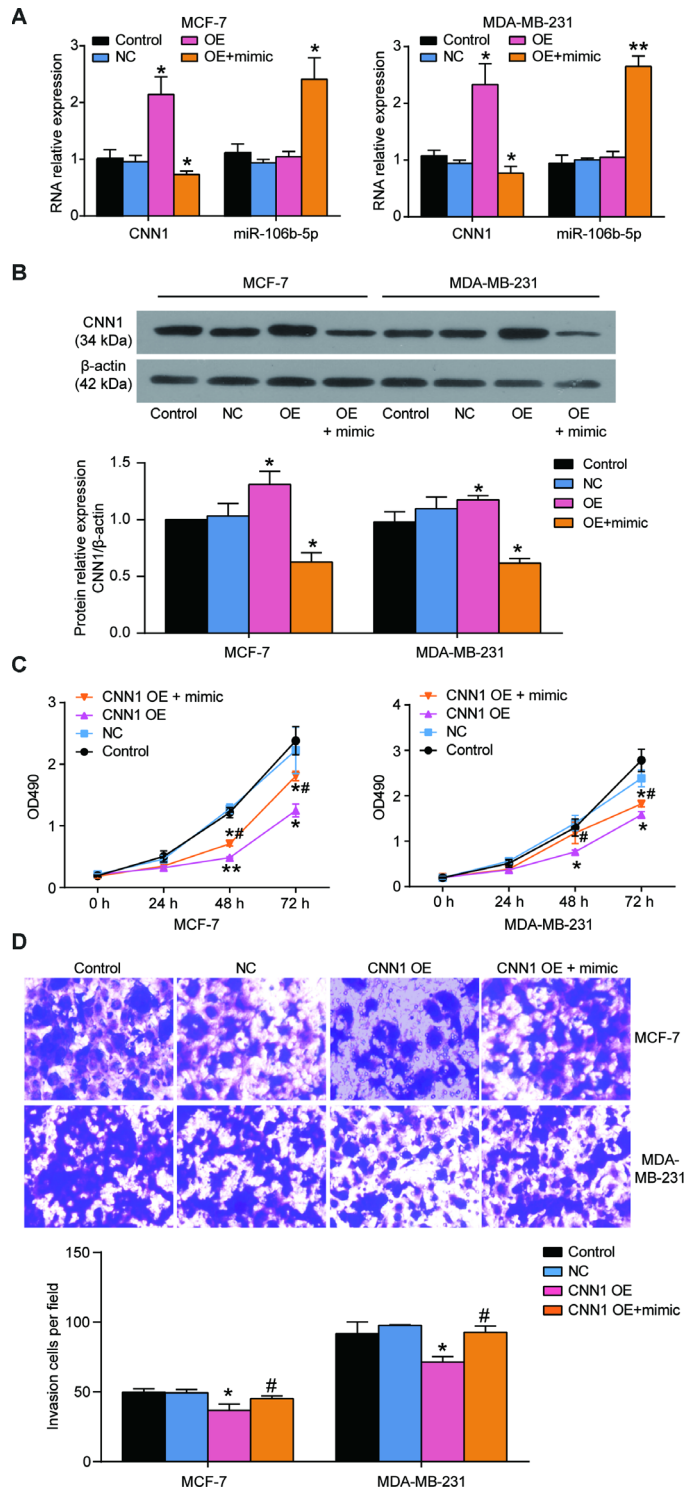 A
MCF-7
Control
OE
NC
OE+mimic
RNA relative expression
3
2
1
0
*
*
*
CNN1
miR-106b-5p
MDA-MB-231
Control
OE
NC
OE+mimic
RNA relative expression
3
2
1
0
*
*
**
CNN1
miR-106b-5p
B
MCF-7
MDA-MB-231
CNN1
(34 kDa)
β-actin
(42 kDa)
Control NC OE OE + mimic Control NC OE OE + mimic
Protein relative expression
CNN1/β-actin
1.5
1.0
0.5
0.0
*
*
*
*
MCF-7
MDA-MB-231
Control
NC
OE
OE+mimic
C
CNN1 OE + mimic
CNN1 OE
NC
Control
OD490
3
2
1
0
*#
**
*#
*
0 h 24 h 48 h 72 h
MCF-7
CNN1 OE + mimic
CNN1 OE
NC
Control
OD490
4
3
2
1
0
#
*
*#
*
0 h 24 h 48 h 72 h
MDA-MB-231
D
Control NC CNN1 OE CNN1 OE + mimic
MCF-7
MDA-
MB-231
Invasion cells per field
150
100
50
0
*
#
*
#
MCF-7
MDA-MB-231
Control
NC
CNN1 OE
CNN1 OE+mimic